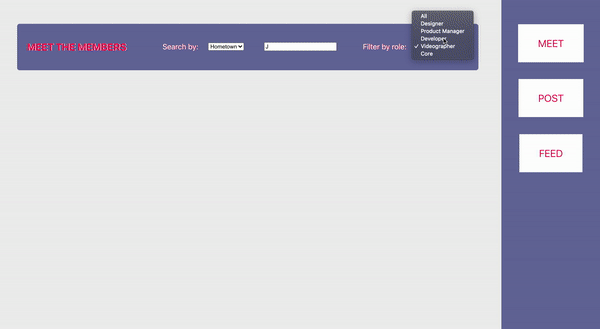 MEET THE MEMBERS
Search by:
Hometown
J
Filter by role:
All
Designer
Product Manager
Developer
✓ Videographer
Core
MEET
POST
FEED